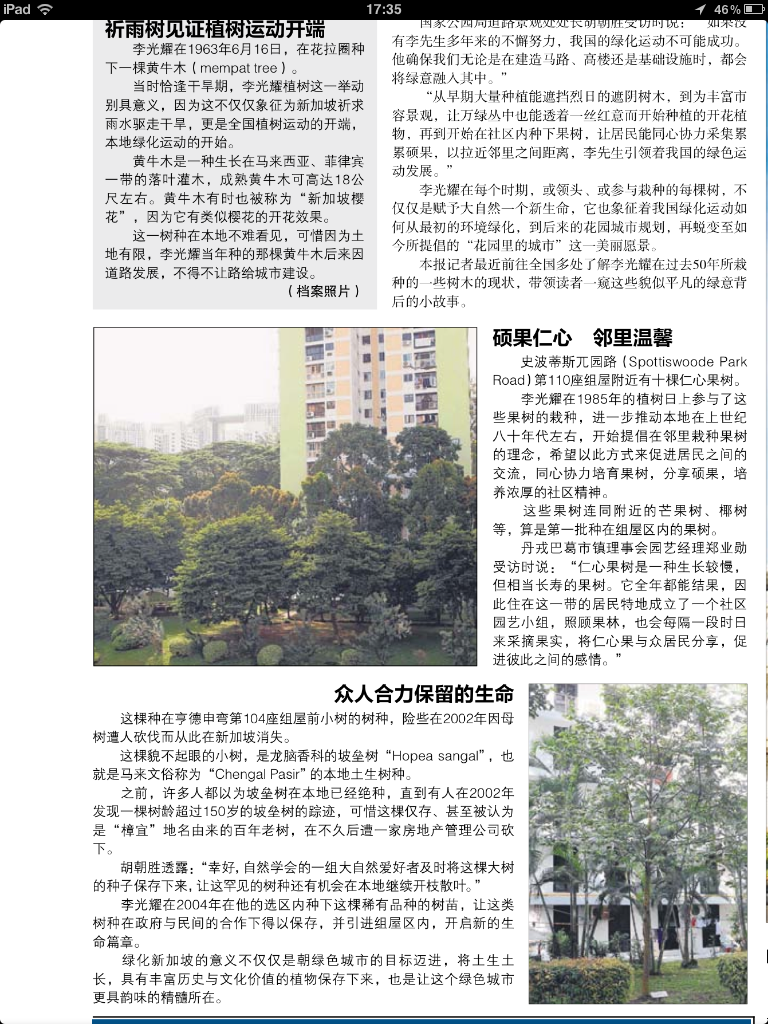 iPad 17:35 46%
祈雨树见证植树运动开端
李光耀在1963年6月16日，在花拉圈种
下一棵黄牛木（mempat tree）。
当时恰逢干旱期，李光耀植树这一举动
别具意义，因为这不仅仅象征为新加坡祈求
雨水驱走干旱，更是全国植树运动的开端，
本地绿化运动的开始。
黄牛木是一种生长在马来西亚、菲律宾
一带的落叶灌木，成熟黄牛木可高达18公
尺左右。黄牛木有时也被称为“新加坡樱
花”，因为它有类似樱花的开花效果。
这一树种在本地不难看见，可惜因为土
地有限，李光耀当年种的那棵黄牛木后来因
道路发展，不得不让路给城市建设。
（档案照片）
国家公园局道路景观处处长胡朝胜受访时说：“如果没
有李先生多年来的不懈努力，我国的绿化运动不可能成功。
他确保我们无论是在建造马路、高楼还是基础设施时，都会
将绿意融入其中。”
“从早期大量种植能遮挡烈日的遮阴树木，到为丰富市
容景观，让万绿丛中也能透着一丝红意而开始种植的开花植
物，再到开始在社区内种下果树，让居民能同心协力采集累
累硕果，以拉近邻里之间距离，李先生引领着我国的绿色运
动发展。”
李光耀在每个时期，或领头、或参与栽种的每棵树，不
仅仅是赋予大自然一个新生命，它也象征着我国绿化运动如
何从最初的环境绿化，到后来的花园城市规划，再蜕变至如
今所提倡的“花园里的城市”这一美丽愿景。
本报记者最近前往全国多处了解李光耀在过去50年所栽
种的一些树木的现状，带领读者一窥这些貌似平凡的绿意背
后的小故事。
硕果仁心 邻里温馨
史波蒂斯兀园路（Spottiswoode Park
Road）第110座组屋附近有十棵仁心果树。
李光耀在1985年的植树日上参与了这
些果树的栽种，进一步推动本地在上世纪
八十年代左右，开始提倡在邻里栽种果树
的理念，希望以此方式来促进居民之间的
交流，同心协力培育果树，分享硕果，培
养浓厚的社区精神。
这些果树连同附近的芒果树、椰树
等，算是第一批种在组屋区内的果树。
丹戎巴葛市镇理事会园艺经理郑业勋
受访时说：“仁心果树是一种生长较慢，
但相当长寿的果树。它全年都能结果，因
此住在这一带的居民特地成立了一个社区
园艺小组，照顾果林，也会每隔一段时日
来采摘果实，将仁心果与众居民分享，促
进彼此之间的感情。”
众人合力保留的生命
这棵种在亨德申弯第104座组屋前小树的树种，险些在2002年因母
树遭人砍伐而从此在新加坡消失。
这棵貌不起眼的小树，是龙脑香科的坡垒树“Hopea sangal”，也
就是马来文俗称为“Chengal Pasir”的本地土生树种。
之前，许多人都以为坡垒树在本地已经绝种，直到有人在2002年
发现一棵树龄超过150岁的坡垒树的踪迹，可惜这棵仅存、甚至被认为
是“樟宜”地名由来的百年老树，在不久后遭一家房地产管理公司砍
下。
胡朝胜透露：“幸好，自然学会的一组大自然爱好者及时将这棵大树
的种子保存下来，让这罕见的树种还有机会在本地继续开枝散叶。”
李光耀在2004年在他的选区内种下这棵稀有品种的树苗，让这类
树种在政府与民间的合作下得以保存，并引进组屋区内，开启新的生
命篇章。
绿化新加坡的意义不仅仅是朝绿色城市的目标迈进，将土生土
长，具有丰富历史与文化价值的植物保存下来，也是让这个绿色城市
更具韵味的精髓所在。